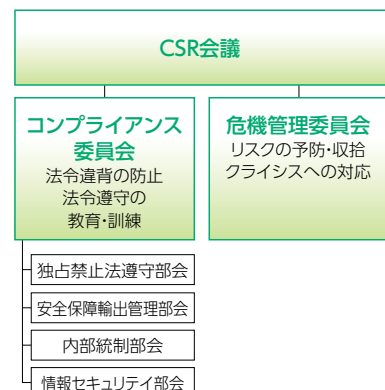 CSR会議
コンプライアンス
委員会
法令違背の防止
法令遵守の
教育・訓練
危機管理委員会
リスクの予防・収拾
クライシスへの対応
独占禁止法遵守部会
安全保障輸出管理部会
内部統制部会
情報セキュリテイ部会